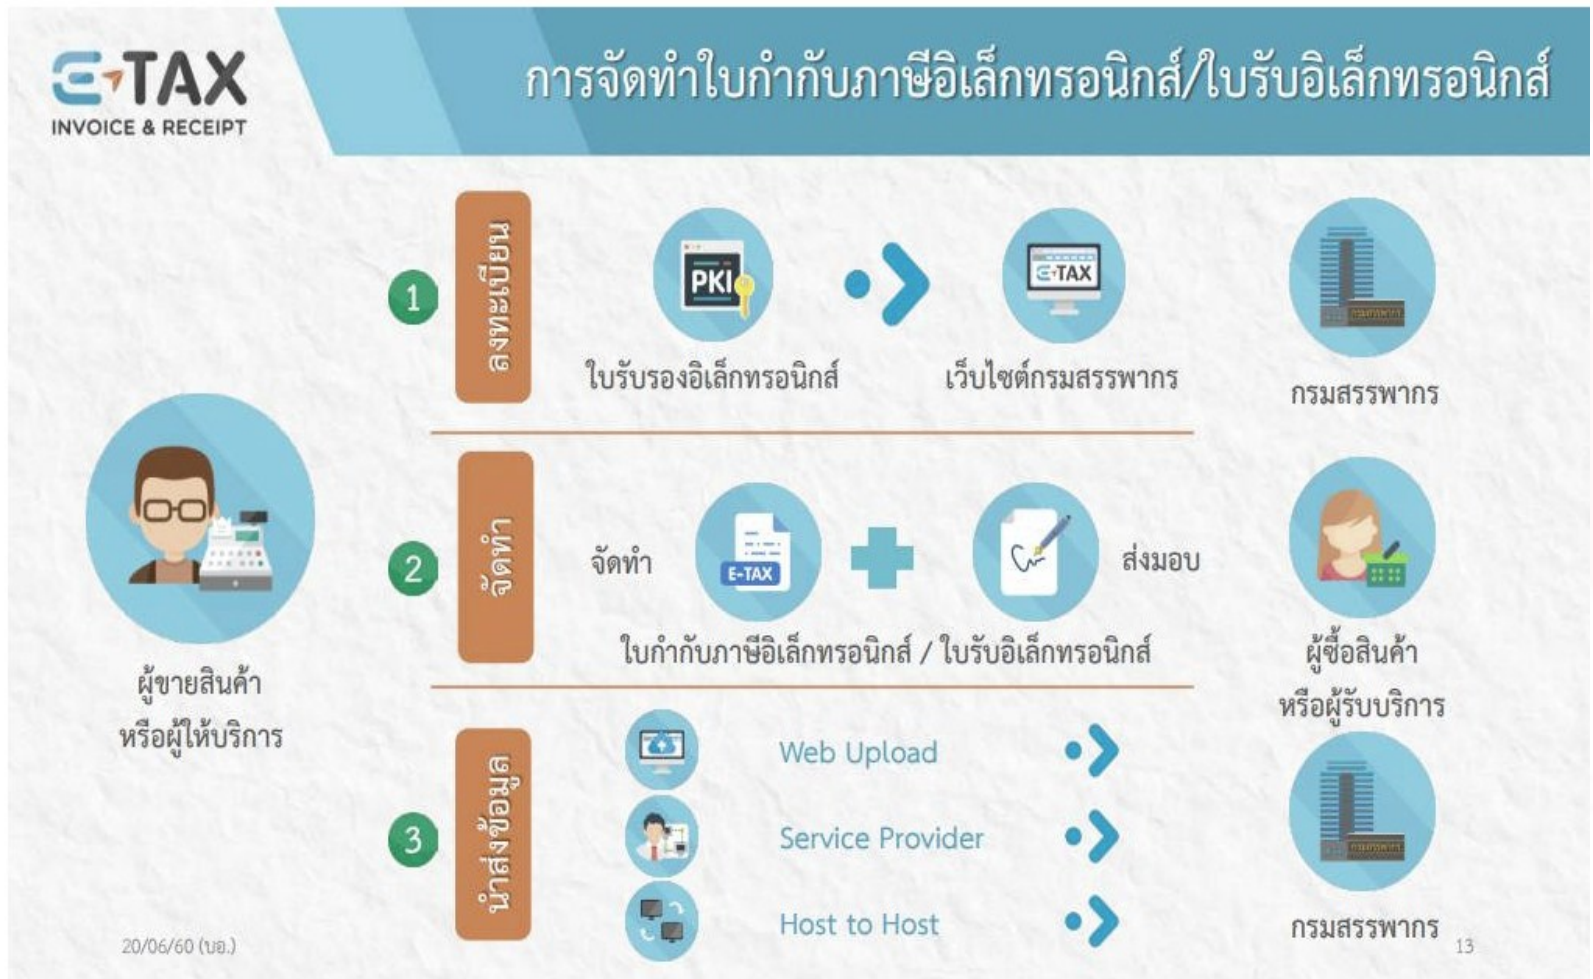 E-TAX
INVOICE & RECEIPT
การจัดทำใบกำกับภาษีอิเล็กทรอนิกส์/ใบรับอิเล็กทรอนิกส์
ผู้ขายสินค้า
หรือผู้ให้บริการ
1
ลงทะเบียน
PKI
ใบรับรองอิเล็กทรอนิกส์
E-TAX
เว็บไซต์กรมสรรพากร
กรมสรรพากร
กรมสรรพากร
2
จัดทำ
จัดทำ
E-TAX
ส่งมอบ
ใบกำกับภาษีอิเล็กทรอนิกส์ / ใบรับอิเล็กทรอนิกส์
ผู้ซื้อสินค้า
หรือผู้รับบริการ
3
นำส่งข้อมูล
Web Upload
Service Provider
Host to Host
กรมสรรพากร
20/06/60 (บอ.)
13